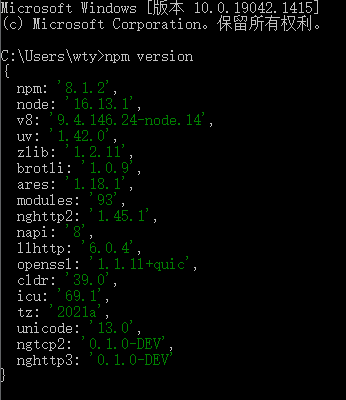 Microsoft Windows [版本 10.0.19042.1415]
(c) Microsoft Corporation。保留所有权利。
C:\Users\wty>npm version
{
npm: '8.1.2',
node: '16.13.1',
v8: '9.4.146.24-node.14',
uv: '1.42.0',
zlib: '1.2.11',
brotli: '1.0.9',
ares: '1.18.1',
modules: '93',
nghttp2: '1.45.1',
napi: '8',
llhttp: '6.0.4',
openssl: '1.1.1l+quic',
cldr: '39.0',
icu: '69.1',
tz: '2021a',
unicode: '13.0',
ngtcp2: '0.1.0-DEV',
nghttp3: '0.1.0-DEV'
}